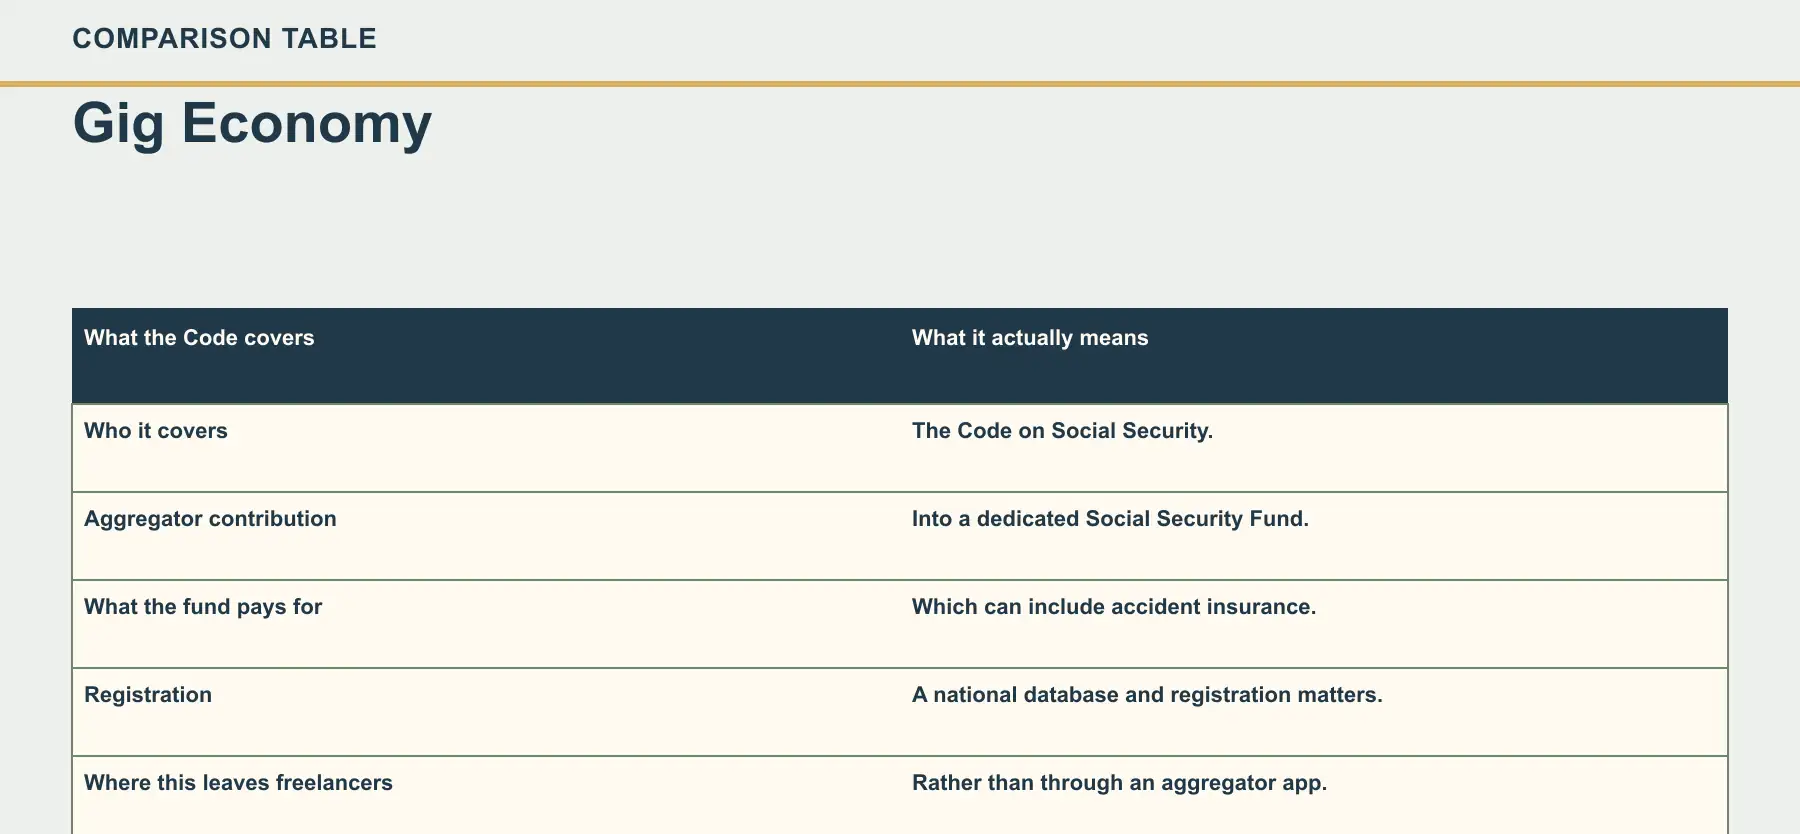 COMPARISON TABLE
Gig Economy
What the Code covers
What it actually means
Who it covers
The Code on Social Security.
Aggregator contribution
Into a dedicated Social Security Fund.
What the fund pays for
Which can include accident insurance.
Registration
A national database and registration matters.
Where this leaves freelancers
Rather than through an aggregator app.